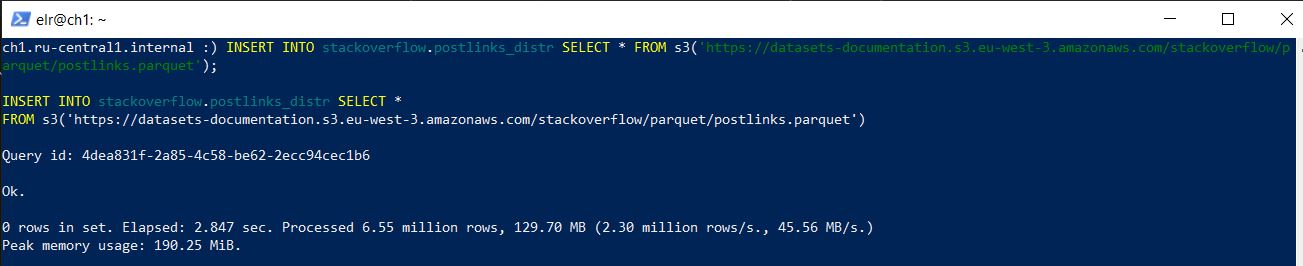 elr@ch1: ~
ch1.ru-central1.internal :) INSERT INTO stackoverflow.postlinks_distr SELECT * FROM s3('https://datasets-documentation.s3.eu-west-3.amazonaws.com/stackoverflow/p
arquet/postlinks.parquet');
INSERT INTO stackoverflow.postlinks_distr SELECT *
FROM s3('https://datasets-documentation.s3.eu-west-3.amazonaws.com/stackoverflow/parquet/postlinks.parquet')
Query id: 4dea831f-2a85-4c58-be62-2ecc94cec1b6
Ok.
0 rows in set. Elapsed: 2.847 sec. Processed 6.55 million rows, 129.70 MB (2.30 million rows/s., 45.56 MB/s.)
Peak memory usage: 190.25 MiB.